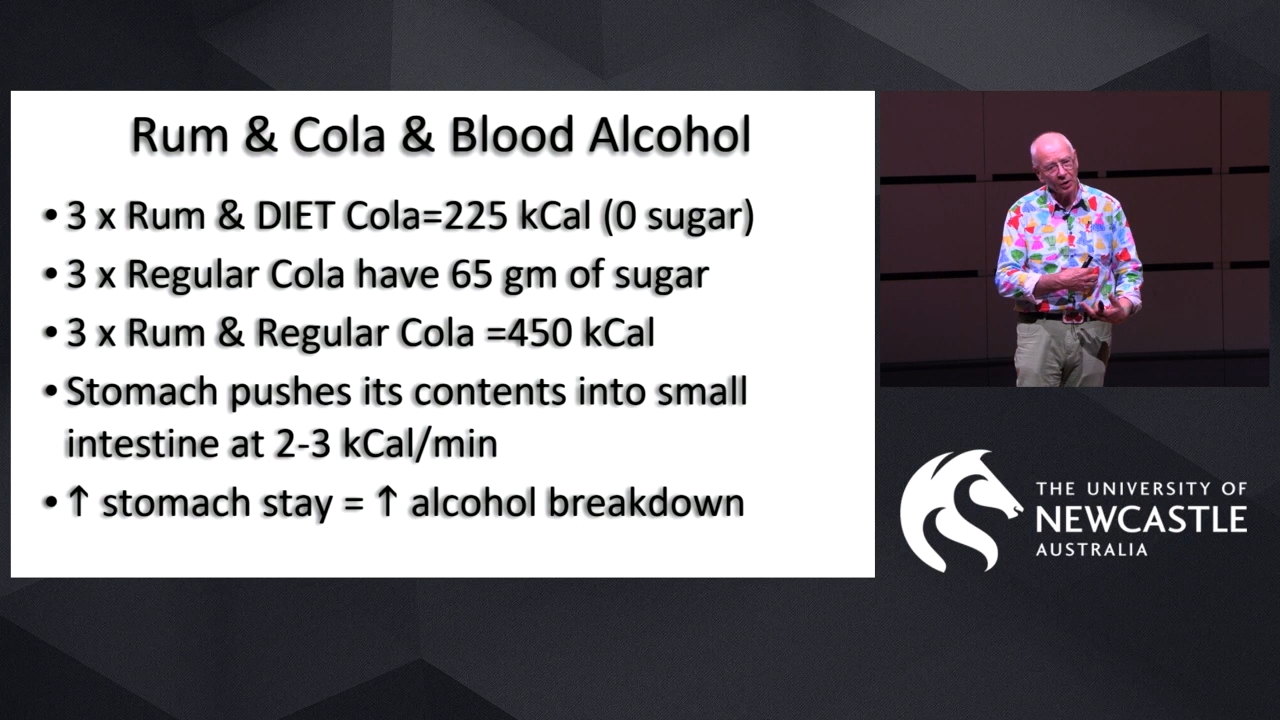 Rum & Cola & Blood Alcohol
• 3 x Rum & DIET Cola=225 kCal (0 sugar)
• 3 x Regular Cola have 65 gm of sugar
• 3 x Rum & Regular Cola =450 kCal
• Stomach pushes its contents into small
intestine at 2-3 kCal/min
• ↑ stomach stay = ↑ alcohol breakdown
THE UNIVERSITY OF
NEWCASTLE
AUSTRALIA